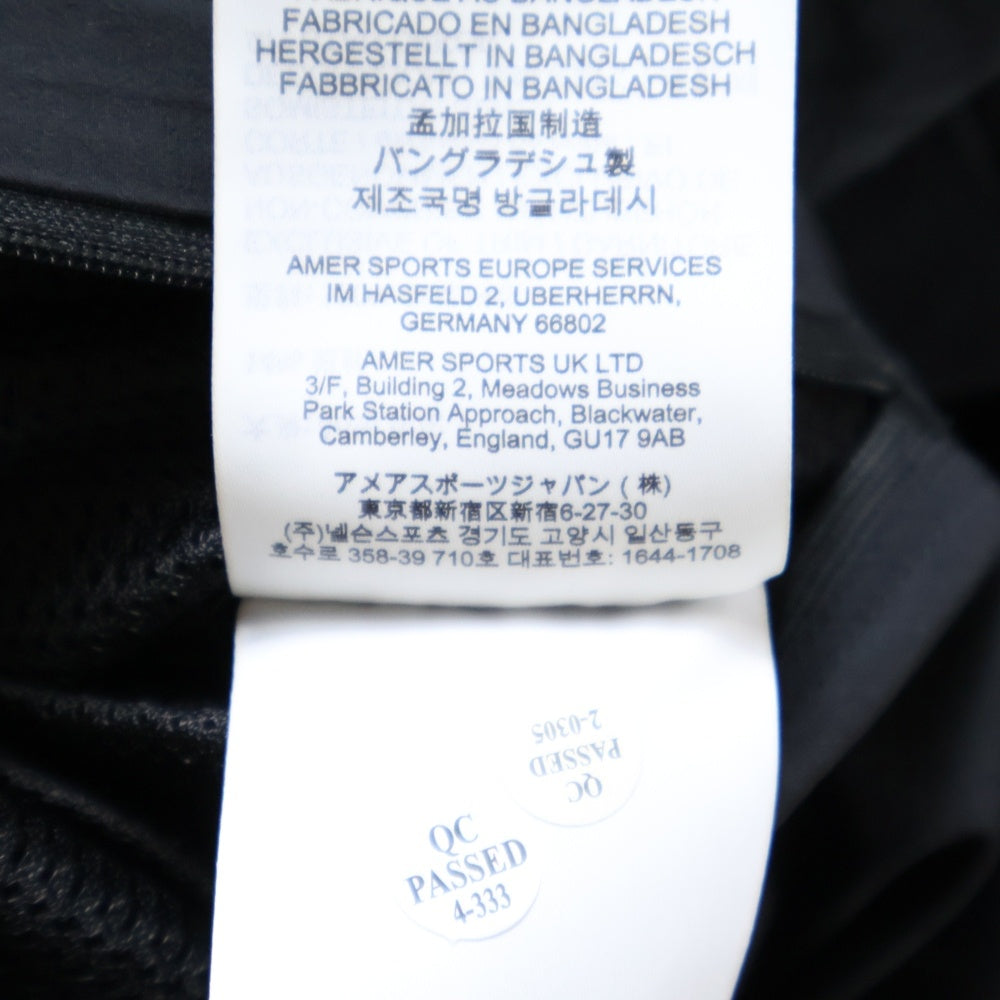 FABRIQUÉ AU BANGLADESH
FABRICADO EN BANGLADESH
HERGESTELLT IN BANGLADESCH
FABBRICATO IN BANGLADESH
孟加拉国制造
バングラデシュ製
제조국명 방글라데시
AMER SPORTS EUROPE SERVICES
IM HASFELD 2, UBERHERRN,
GERMANY 66802
AMER SPORTS UK LTD
3/F, Building 2, Meadows Business
Park Station Approach, Blackwater,
Camberley, England, GU17 9AB
アメアスポーツジャパン ( 株)
東京都新宿区新宿6-27-30
(주)넬슨스포츠 경기도 고양시 일산동구
호수로 358-39 710호 대표번호: 1644-1708
QC
PASSED
2-0305
QC
PASSED
4-333